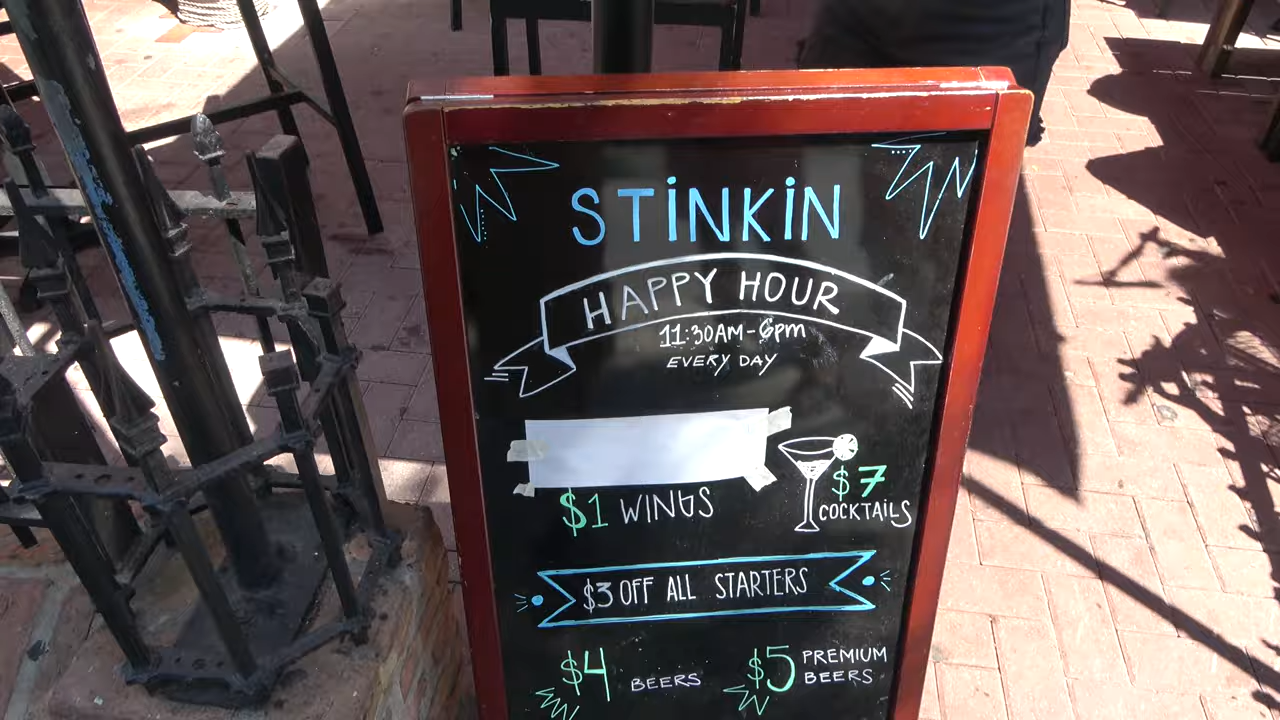 STiNKiN
HAPPY HOUR
11:30AM-6pm
EVERY DAY
$1 WINGS
$7
COCKTAILS
$3 OFF ALL STARTERS
$4 BEERS
$5 PREMIUM
BEERS